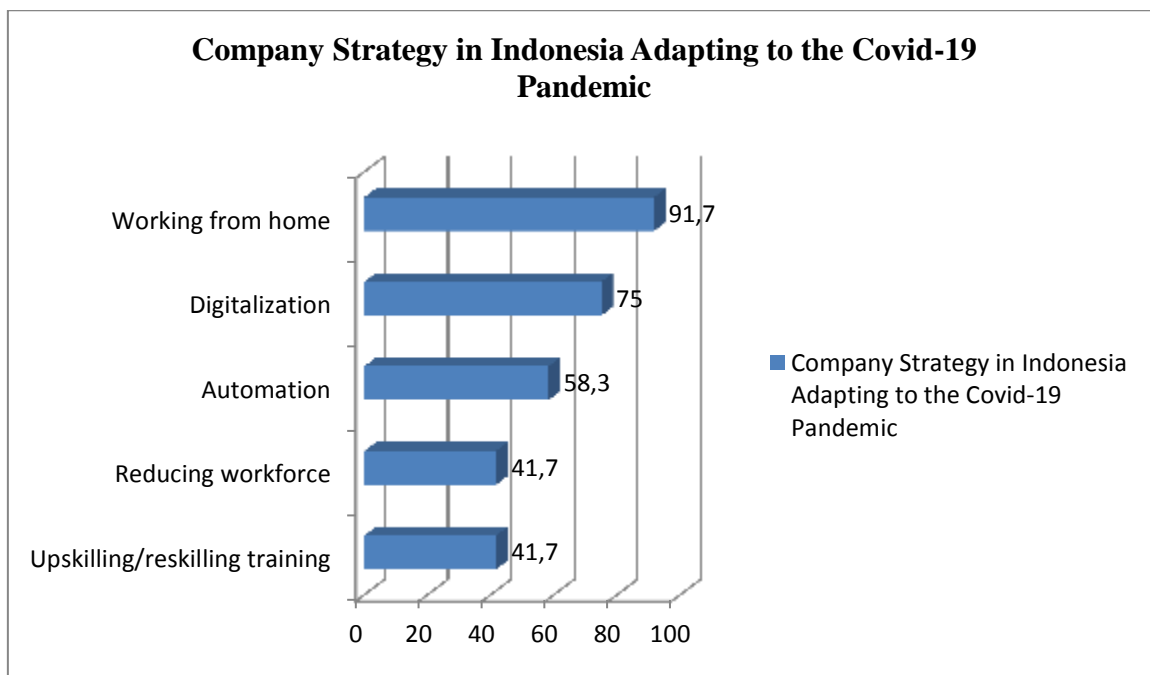 Company Strategy in Indonesia Adapting to the Covid-19
Pandemic
Working from home
91,7
Digitalization
75
Automation
58,3
Reducing workforce
41,7
Upskilling/reskilling training
41,7
0 20 40 60 80 100
Company Strategy in Indonesia
Adapting to the Covid-19
Pandemic